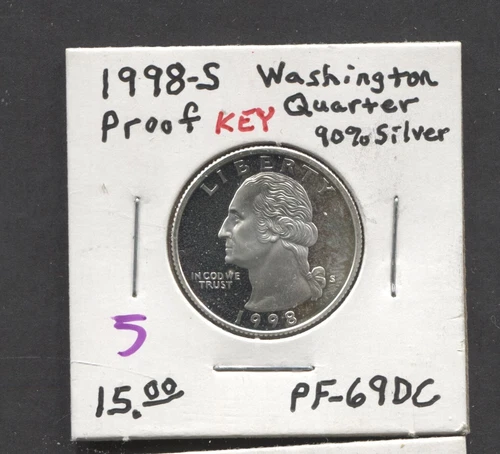 1998-S Washington
Proof KEY Quarter
90% Silver
LIBERTY
IN GOD WE
TRUST
S
1998
5
15.00 PF-69DC